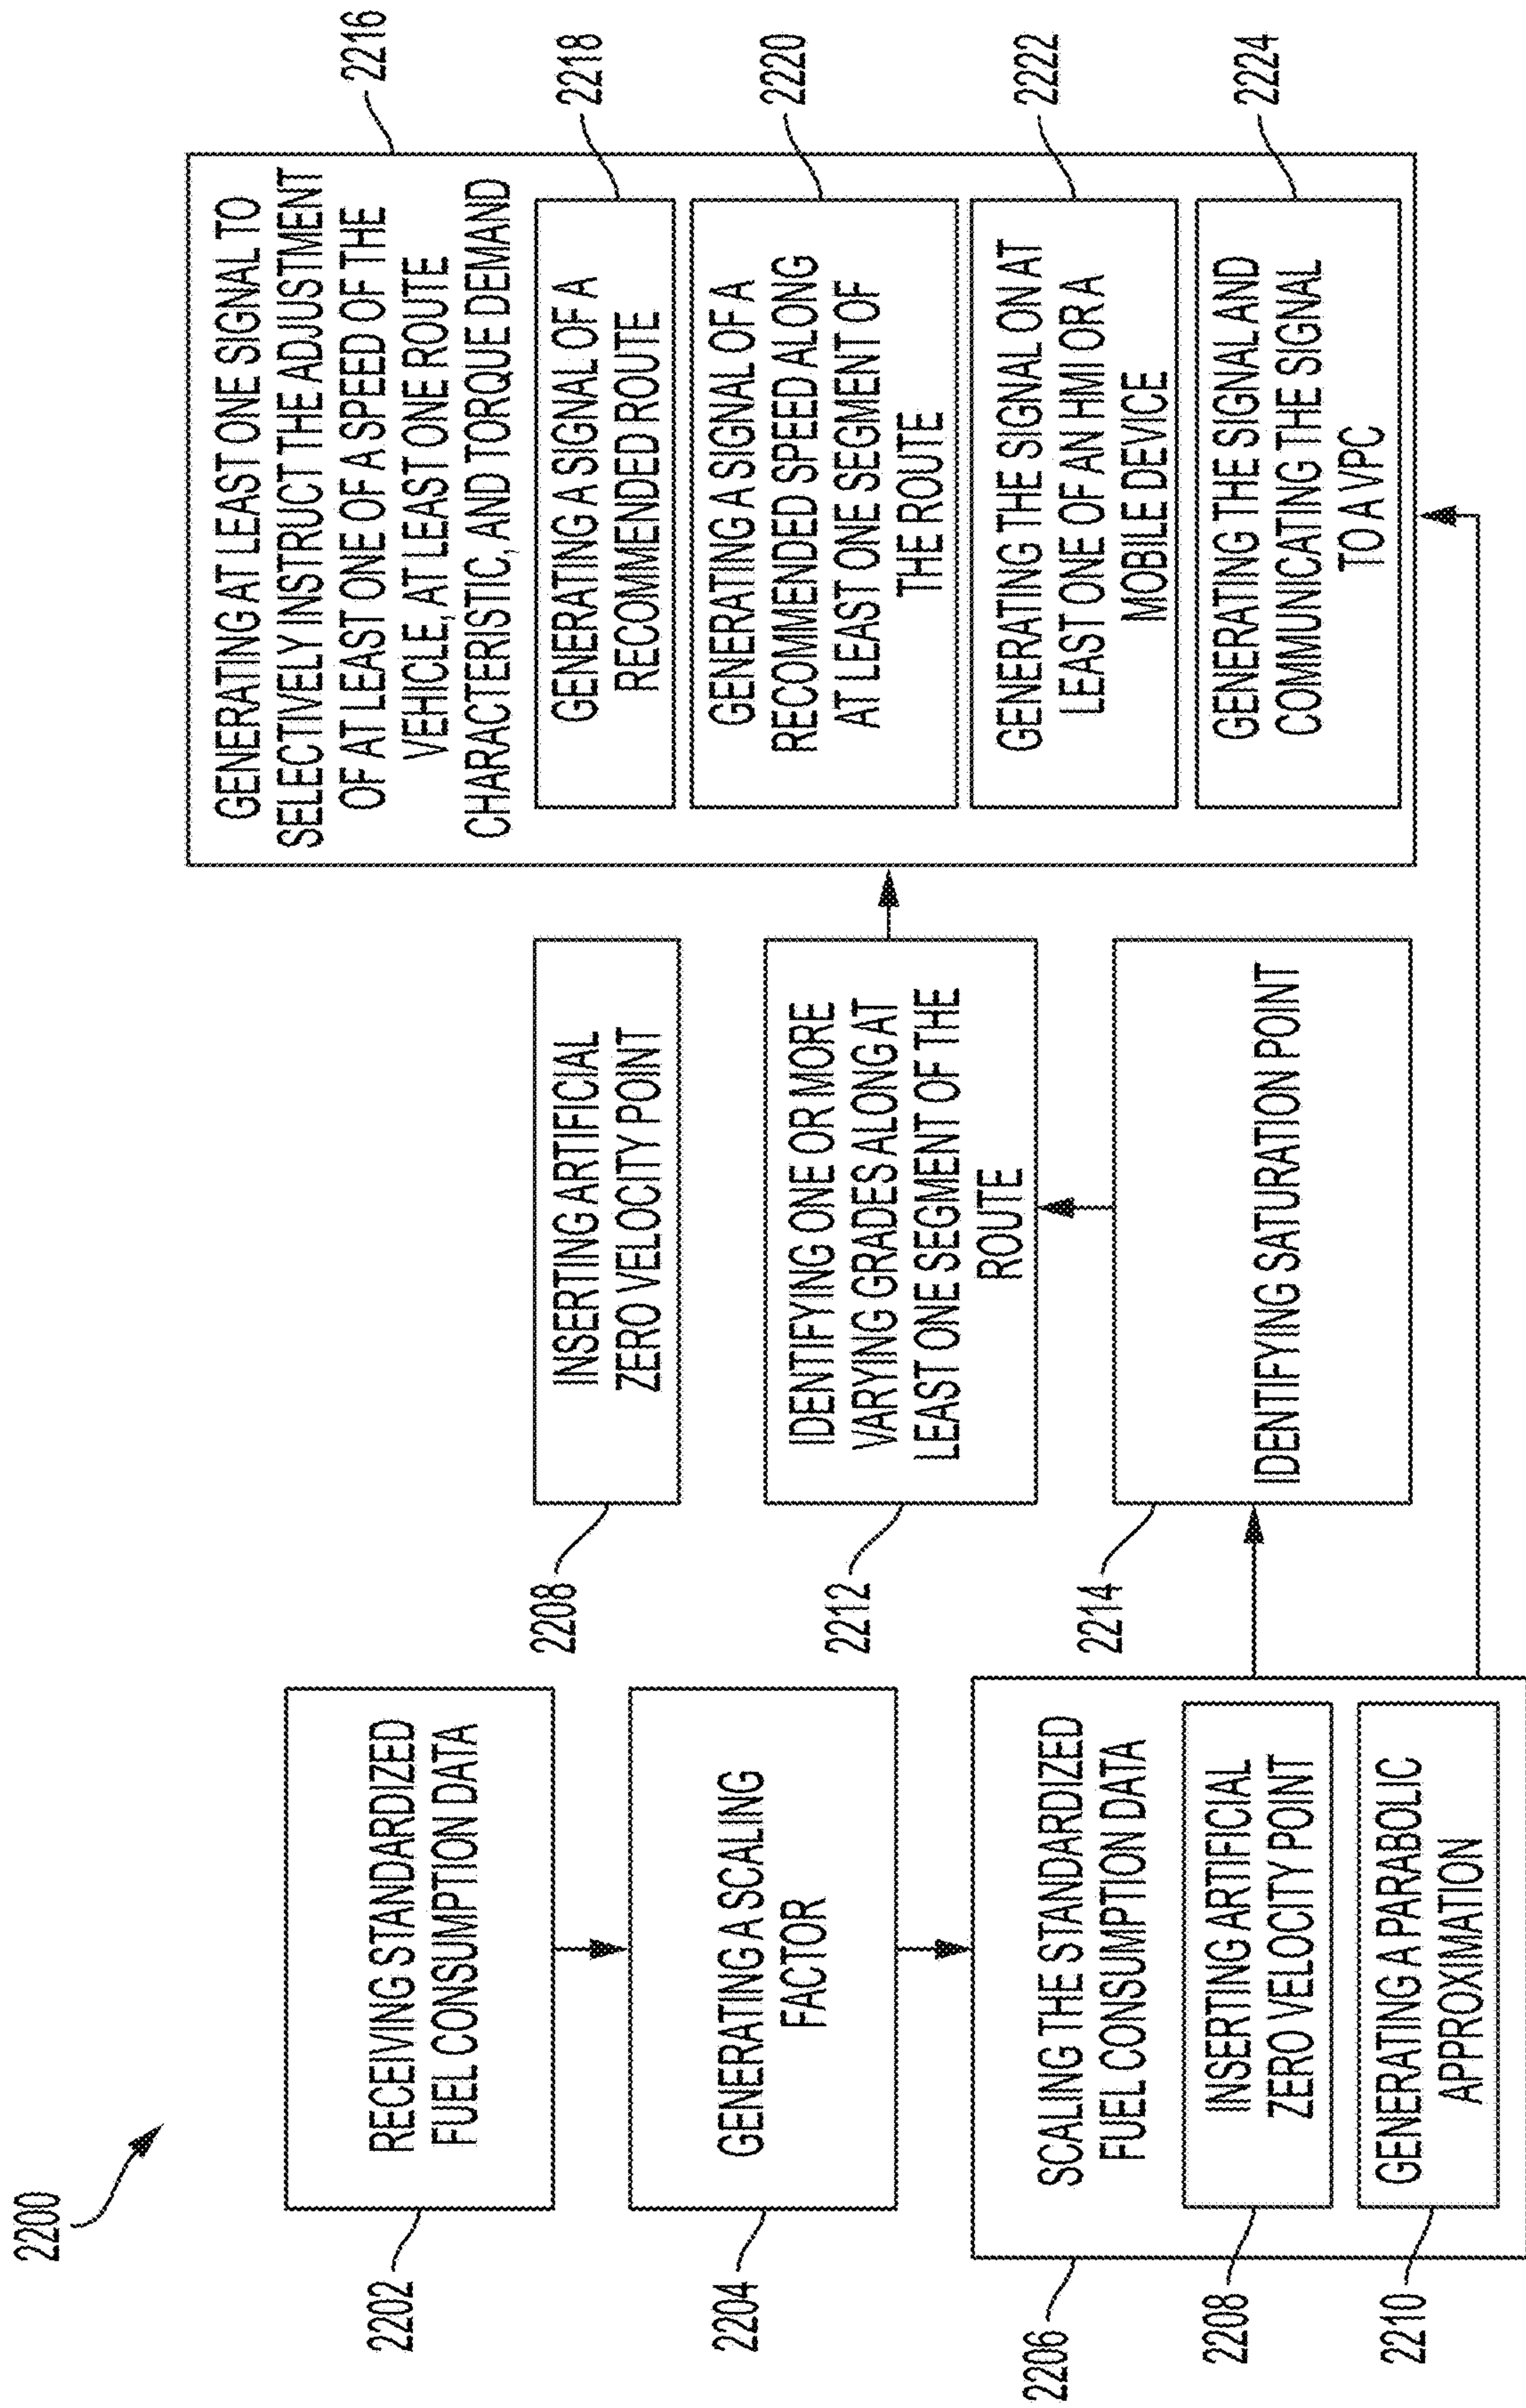 2200
2202
RECEIVING STANDARDIZED
FUEL CONSUMPTION DATA
2204
GENERATING A SCALING
FACTOR
2206
SCALING THE STANDARDIZED
FUEL CONSUMPTION DATA
2208
INSERTING ARTIFICIAL
ZERO VELOCITY POINT
2210
GENERATING A PARABOLIC
APPROXIMATION
2208
INSERTING ARTIFICIAL
ZERO VELOCITY POINT
2212
IDENTIFYING ONE OR MORE
VARYING GRADES ALONG AT
LEAST ONE SEGMENT OF THE
ROUTE
2214
IDENTIFYING SATURATION POINT
2216
GENERATING AT LEAST ONE SIGNAL TO
SELECTIVELY INSTRUCT THE ADJUSTMENT
OF AT LEAST ONE OF A SPEED OF THE
VEHICLE, AT LEAST ONE ROUTE
CHARACTERISTIC, AND TORQUE DEMAND
2218
GENERATING A SIGNAL OF A
RECOMMENDED ROUTE
2220
GENERATING A SIGNAL OF A
RECOMMENDED SPEED ALONG
AT LEAST ONE SEGMENT OF
THE ROUTE
2222
GENERATING THE SIGNAL ON AT
LEAST ONE OF AN HMI OR A
MOBILE DEVICE
2224
GENERATING THE SIGNAL AND
COMMUNICATING THE SIGNAL
TO A VPC